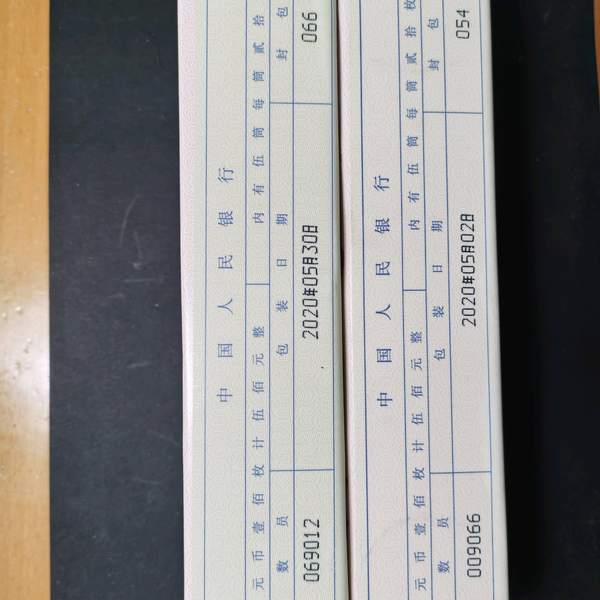 中国人民银行
元币壹佰枚计伍佰元整 内有伍筒每筒贰拾
数员 包装日期 封包
069012 2020年05月30日 066
中国人民银行
元币壹佰枚计伍佰元整 内有伍筒每筒贰拾枚
数员 包装日期 封包
009066 2020年05月02日 054